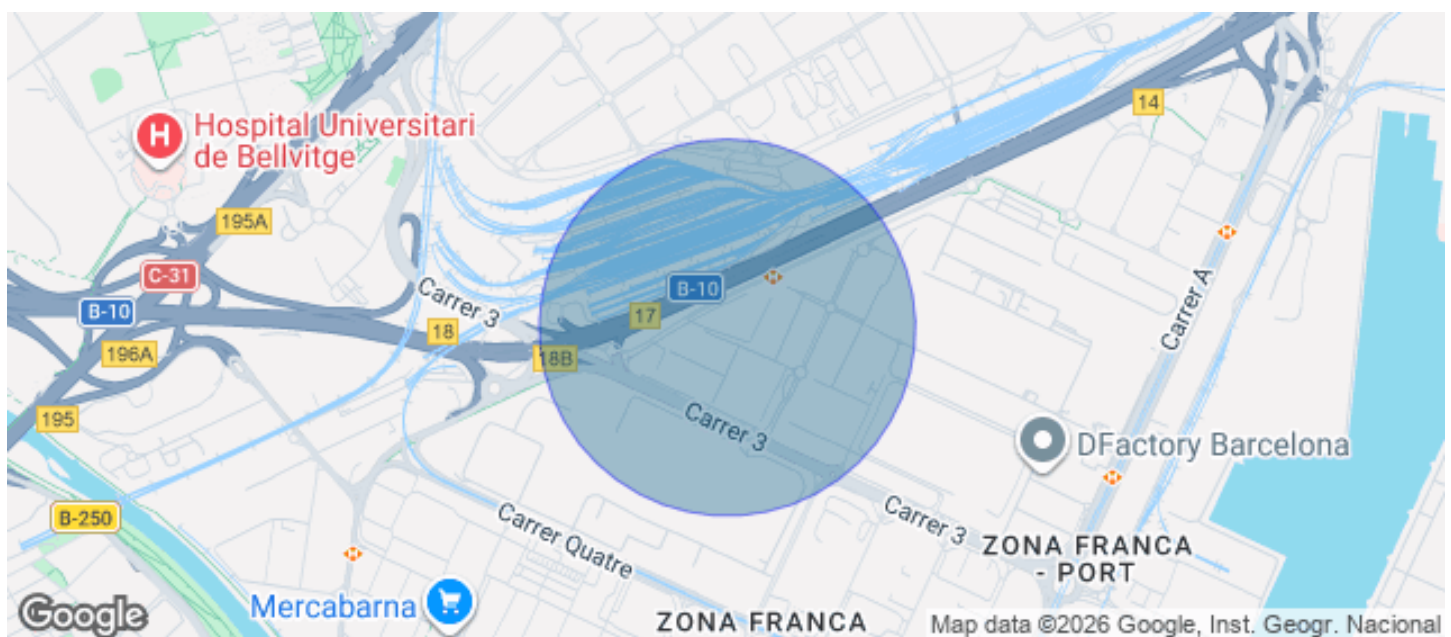 14
H
Hospital Universitari
de Bellvitge
195A
C-31
B-10
Carrer 3
B-10
17
Carrer A
18
18B
196A
195
Carrer 3
DFactory Barcelona
B-250
Carrer Quatre
Carrer 3
ZONA FRANCA
- PORT
Mercabarna
ZONA FRANCA
Google
Map data ©2026 Google, Inst. Geogr. Nacional